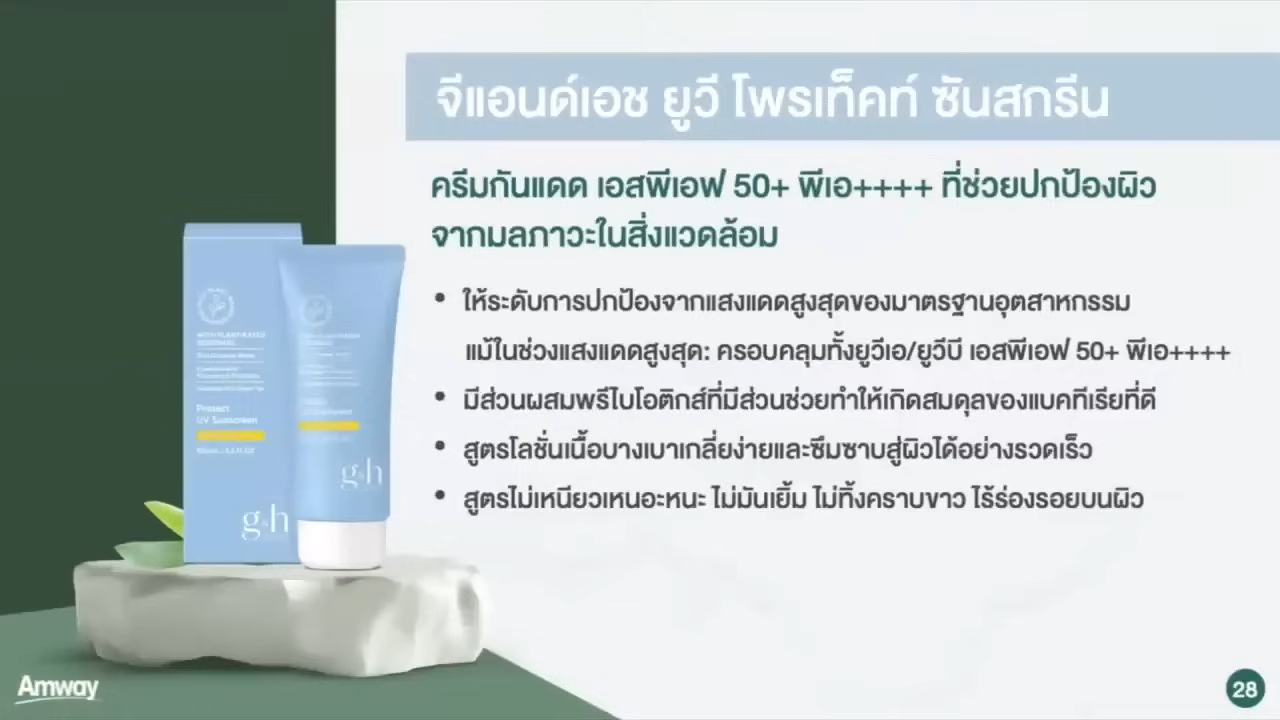 จีแอนด์เอช ยูวี โพรเท็คท์ ซันสกรีน
ครีมกันแดด เอสพีเอฟ 50+ พีเอ++++ ที่ช่วยปกป้องผิว
จากมลภาวะในสิ่งแวดล้อม
• ให้ระดับการปกป้องจากแสงแดดสูงสุดของมาตรฐานอุตสาหกรรม
แม้ในช่วงแสงแดดสูงสุด: ครอบคลุมทั้งยูวีเอ/ยูวีบี เอสพีเอฟ 50+ พีเอ++++
• มีส่วนผสมพรีไบโอติกส์ที่มีส่วนช่วยทำให้เกิดสมดุลของแบคทีเรียที่ดี
• สูตรโลชั่นเนื้อบางเบาเกลี่ยง่ายและซึมซาบสู่ผิวได้อย่างรวดเร็ว
• สูตรไม่เหนียวเหนอะหนะ ไม่มันเยิ้ม ไม่ทิ้งคราบขาว ไร้ร่องรอยบนผิว
Protect
UV Sunscreen
g&h
g&h
Amway
28